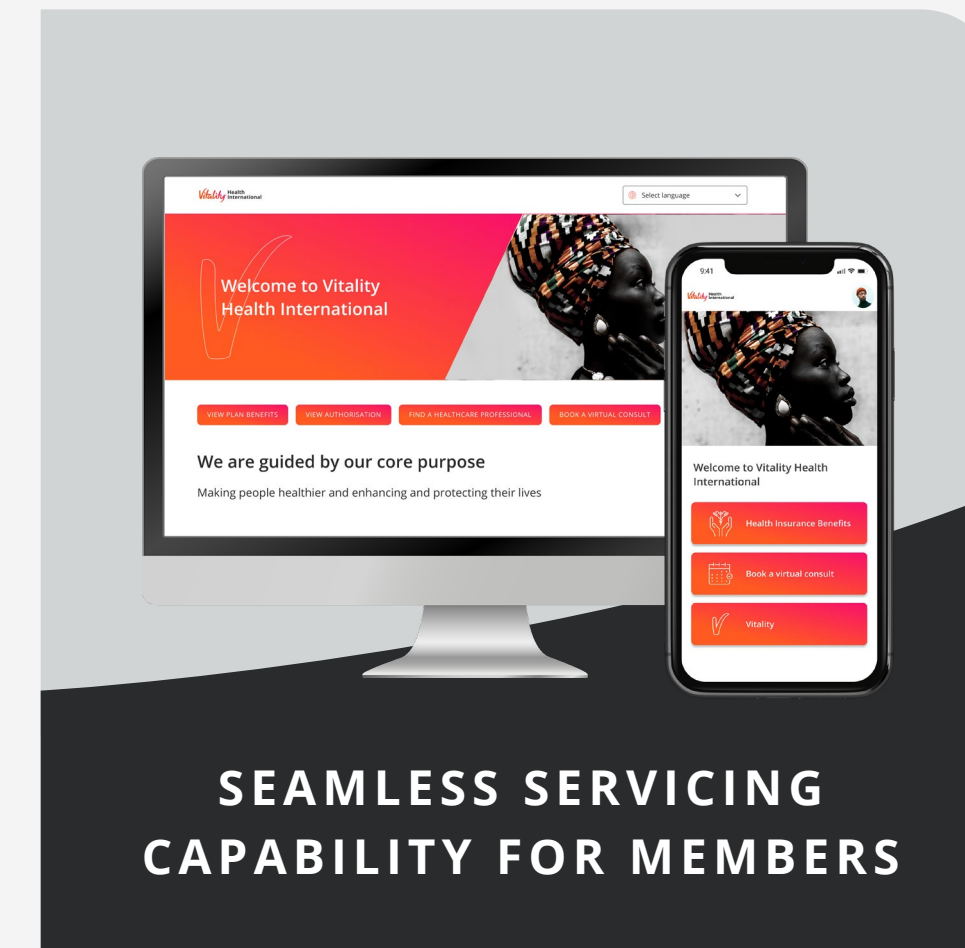 Vitality Health
International
Select language
Welcome to Vitality
Health International
VIEW PLAN BENEFITS
VIEW AUTHORISATION
FIND A HEALTHCARE PROFESSIONAL
BOOK A VIRTUAL CONSULT
We are guided by our core purpose
Making people healthier and enhancing and protecting their lives
9:41
Vitality Health
International
Welcome to Vitality Health
International
Health Insurance Benefits
Book a virtual consult
Vitality
SEAMLESS SERVICING
CAPABILITY FOR MEMBERS